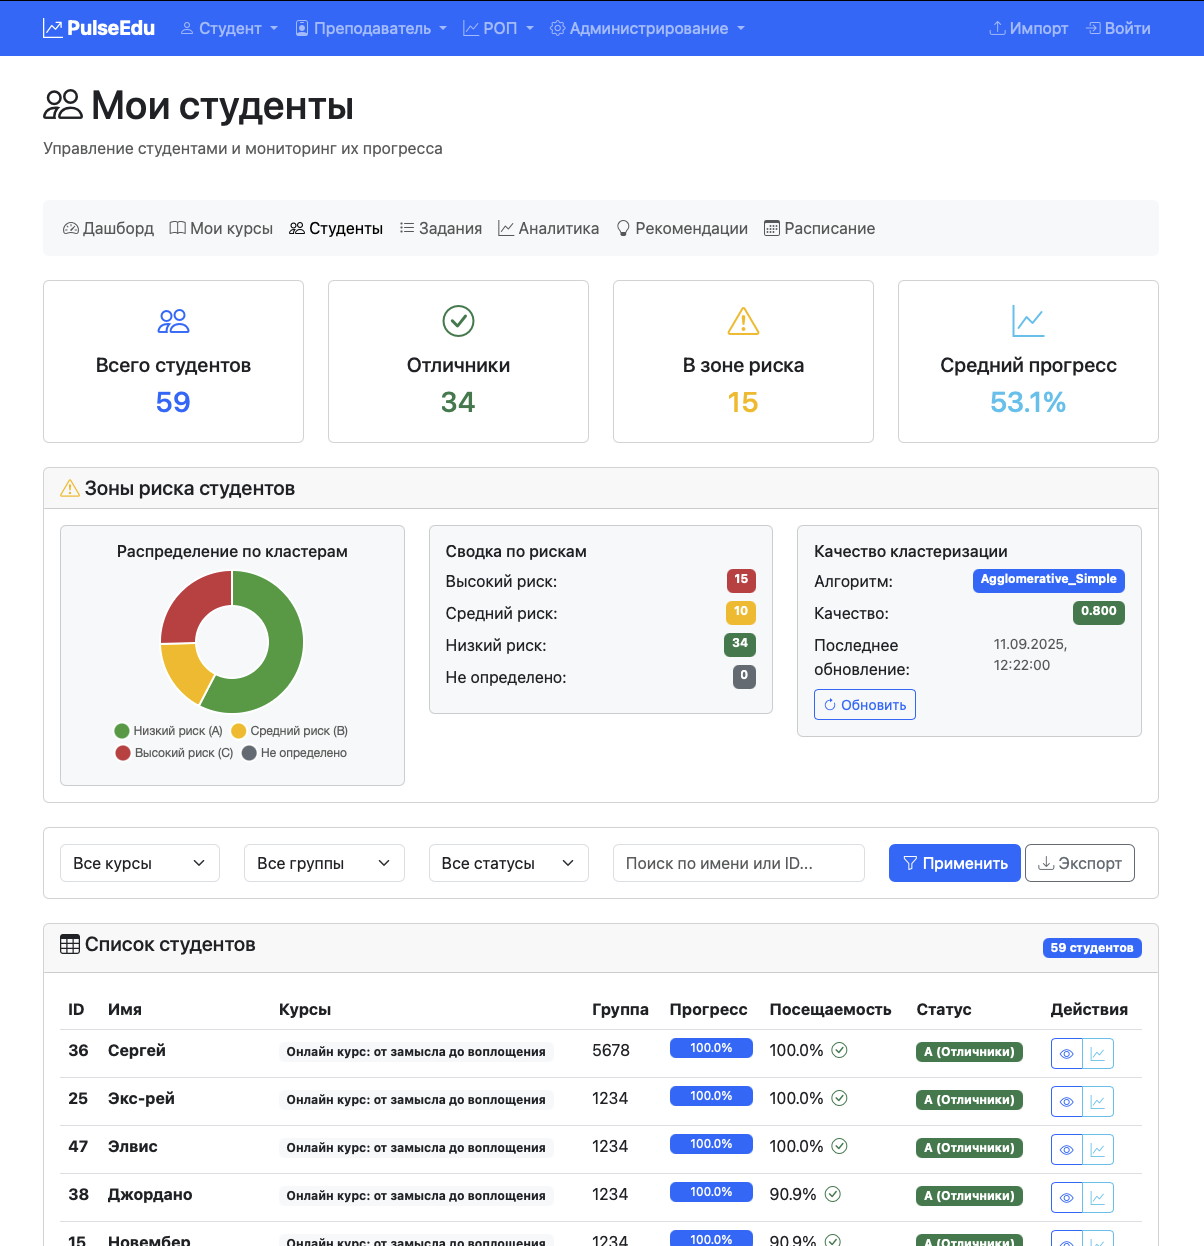 PulseEdu Студент Преподаватель РОП Администрирование Импорт Войти
Мои студенты
Управление студентами и мониторинг их прогресса
Дашборд Мои курсы Студенты Задания Аналитика Рекомендации Расписание
Всего студентов
59
Отличники
34
В зоне риска
15
Средний прогресс
53.1%
Зоны риска студентов
Распределение по кластерам
Низкий риск (A) Средний риск (B)
Высокий риск (C) Не определено
Сводка по рискам
Высокий риск: 15
Средний риск: 10
Низкий риск: 34
Не определено: 0
Качество кластеризации
Алгоритм: Agglomerative_Simple
Качество: 0.800
Последнее обновление: 11.09.2025, 12:22:00
Обновить
Все курсы Все группы Все статусы Поиск по имени или ID... Применить Экспорт
Список студентов 59 студентов
ID Имя Курсы Группа Прогресс Посещаемость Статус Действия
36 Сергей Онлайн курс: от замысла до воплощения 5678 100.0% 100.0% A (Отличники)
25 Экс-рей Онлайн курс: от замысла до воплощения 1234 100.0% 100.0% A (Отличники)
47 Элвис Онлайн курс: от замысла до воплощения 1234 100.0% 100.0% A (Отличники)
38 Джордано Онлайн курс: от замысла до воплощения 1234 100.0% 90.9% A (Отличники)
15 Новембер Онлайн курс: от замысла до воплощения 1234 100.0% 90.9% A (Отличники)